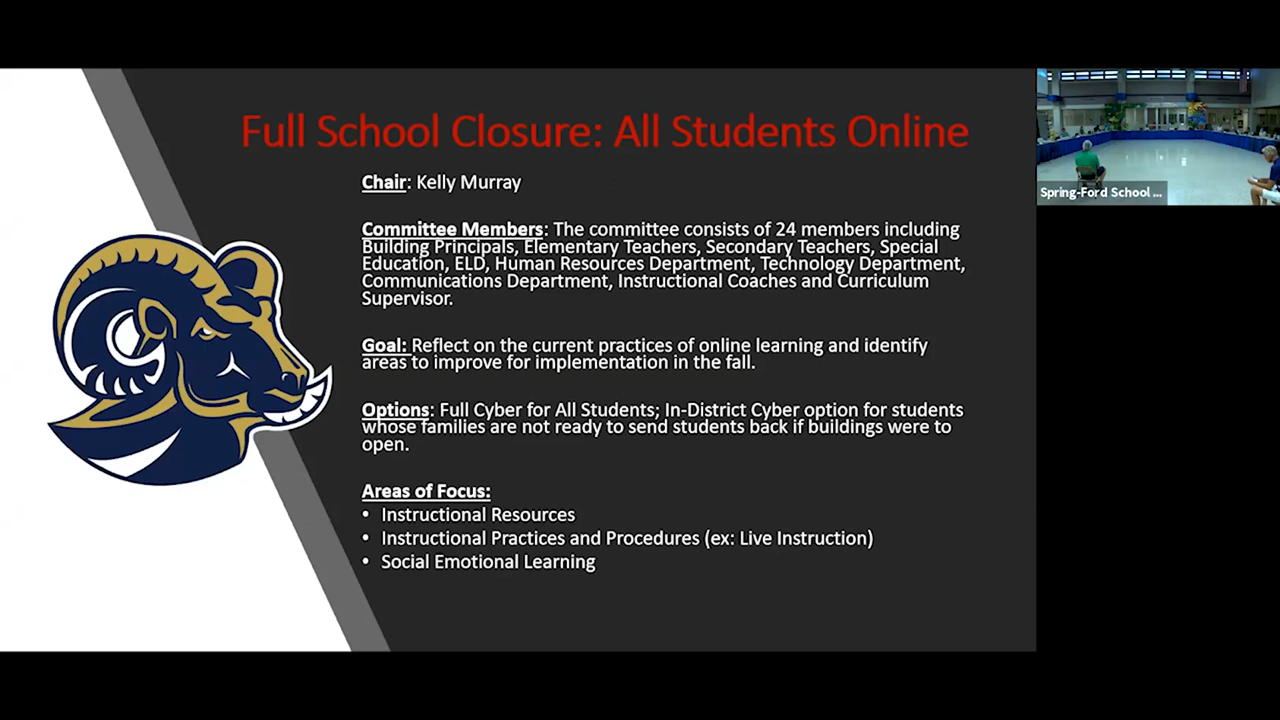 Full School Closure: All Students Online
Chair: Kelly Murray
Committee Members: The committee consists of 24 members including
Building Principals, Elementary Teachers, Secondary Teachers, Special
Education, ELD, Human Resources Department, Technology Department,
Communications Department, Instructional Coaches and Curriculum
Supervisor.
Goal: Reflect on the current practices of online learning and identify
areas to improve for implementation in the fall.
Options: Full Cyber for All Students; In-District Cyber option for students
whose families are not ready to send students back if buildings were to
open.
Areas of Focus:
• Instructional Resources
• Instructional Practices and Procedures (ex: Live Instruction)
• Social Emotional Learning
Spring-Ford School ...